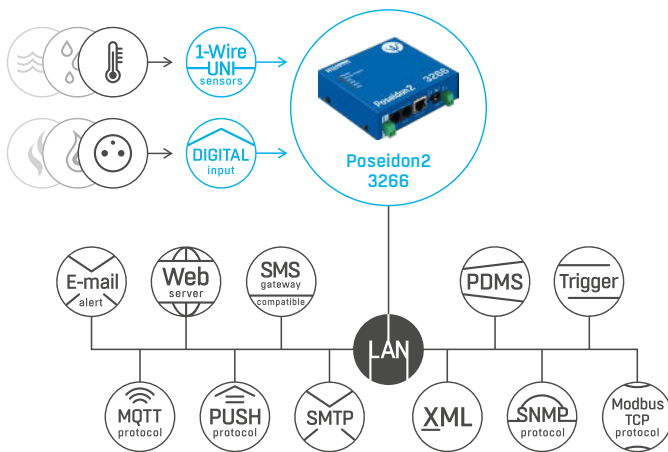 1-Wire
UNI
sensors
DIGITAL
input
Poseidon2
3266
Poseidon2
3266
E-mail
alert
Web
server
SMS
gateway
compatible
PDMS
Trigger
LAN
MQTT
protocol
PUSH
protocol
SMTP
XML
SNMP
protocol
Modbus
TCP
protocol